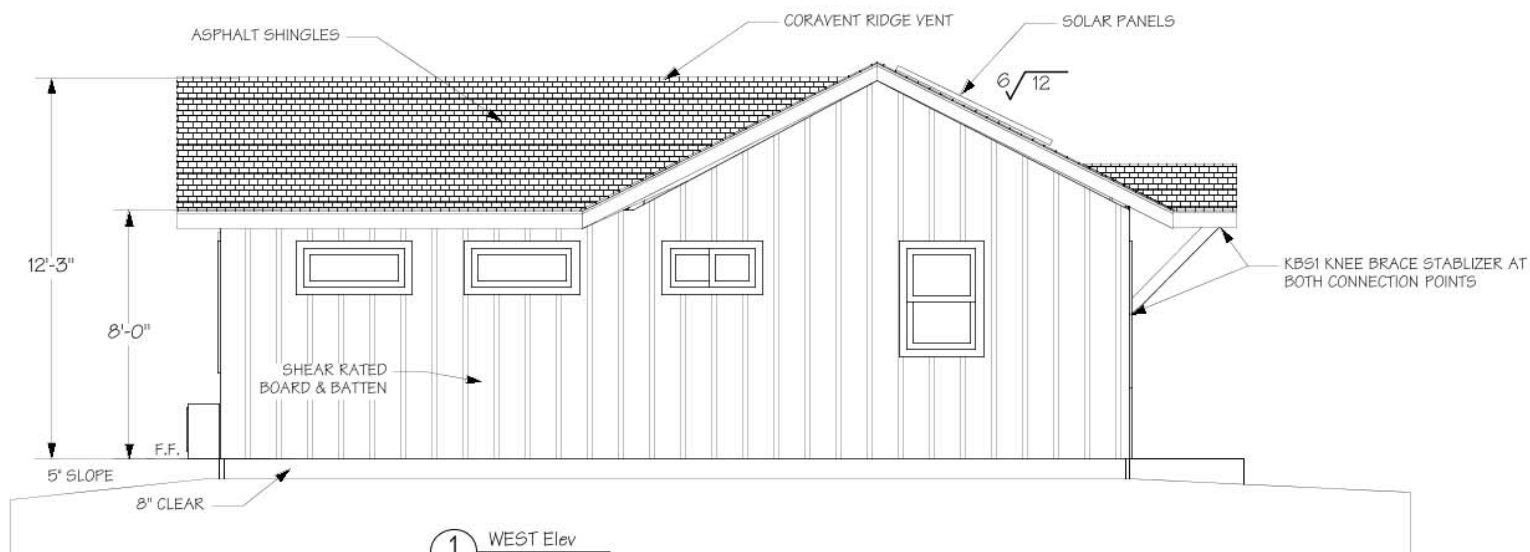 CORAVENT RIDGE VENT
SOLAR PANELS
ASPHALT SHINGLES
6 12
12'-3"
KBS1 KNEE BRACE STABLIZER AT
BOTH CONNECTION POINTS
8'-0"
SHEAR RATED
BOARD & BATTEN
F.F.
5" SLOPE
8" CLEAR
1
WEST Elev